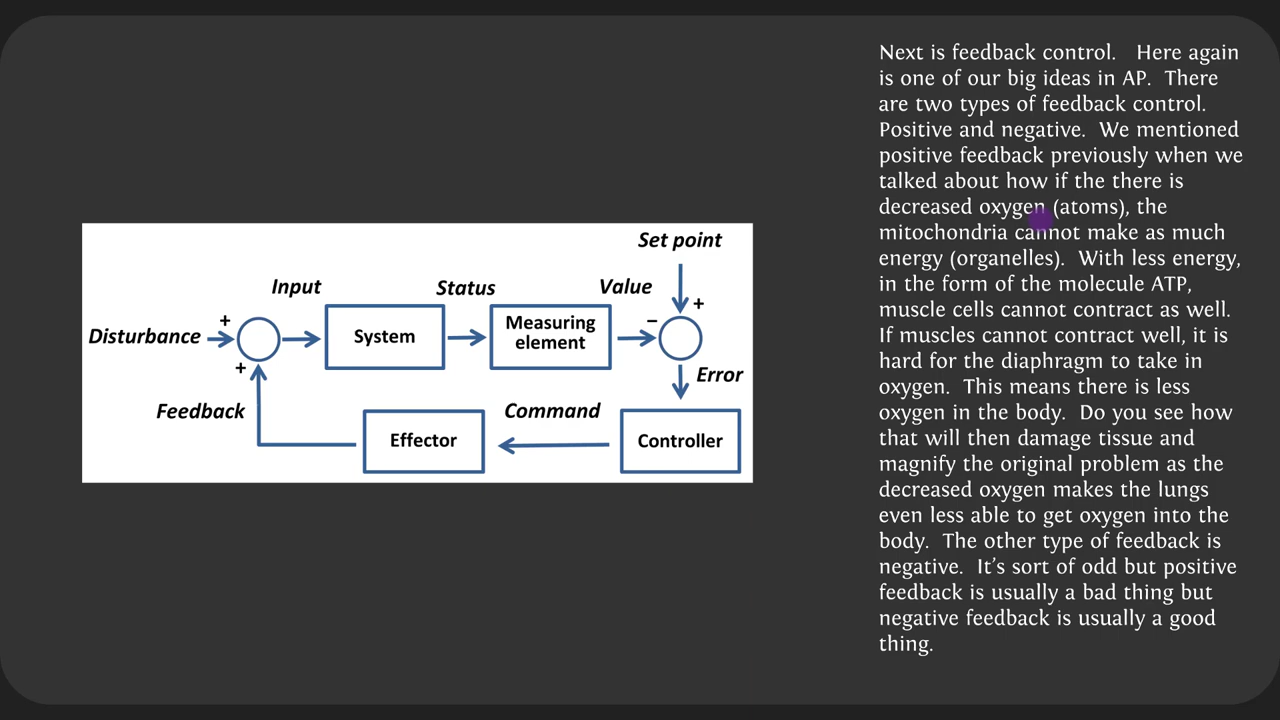 Next is feedback control.   Here again
is one of our big ideas in AP.  There
are two types of feedback control.
Positive and negative.  We mentioned
positive feedback previously when we
talked about how if the there is
decreased oxygen (atoms), the
mitochondria cannot make as much
energy (organelles).  With less energy,
in the form of the molecule ATP,
muscle cells cannot contract as well.
If muscles cannot contract well, it is
hard for the diaphragm to take in
oxygen.  This means there is less
oxygen in the body.  Do you see how
that will then damage tissue and
magnify the original problem as the
decreased oxygen makes the lungs
even less able to get oxygen into the
body.  The other type of feedback is
negative.  It’s sort of odd but positive
feedback is usually a bad thing but
negative feedback is usually a good
thing.
Set point
Input
Status
Value
+
+
−
Disturbance
System
Measuring
element
+
Error
Feedback
Command
Effector
Controller